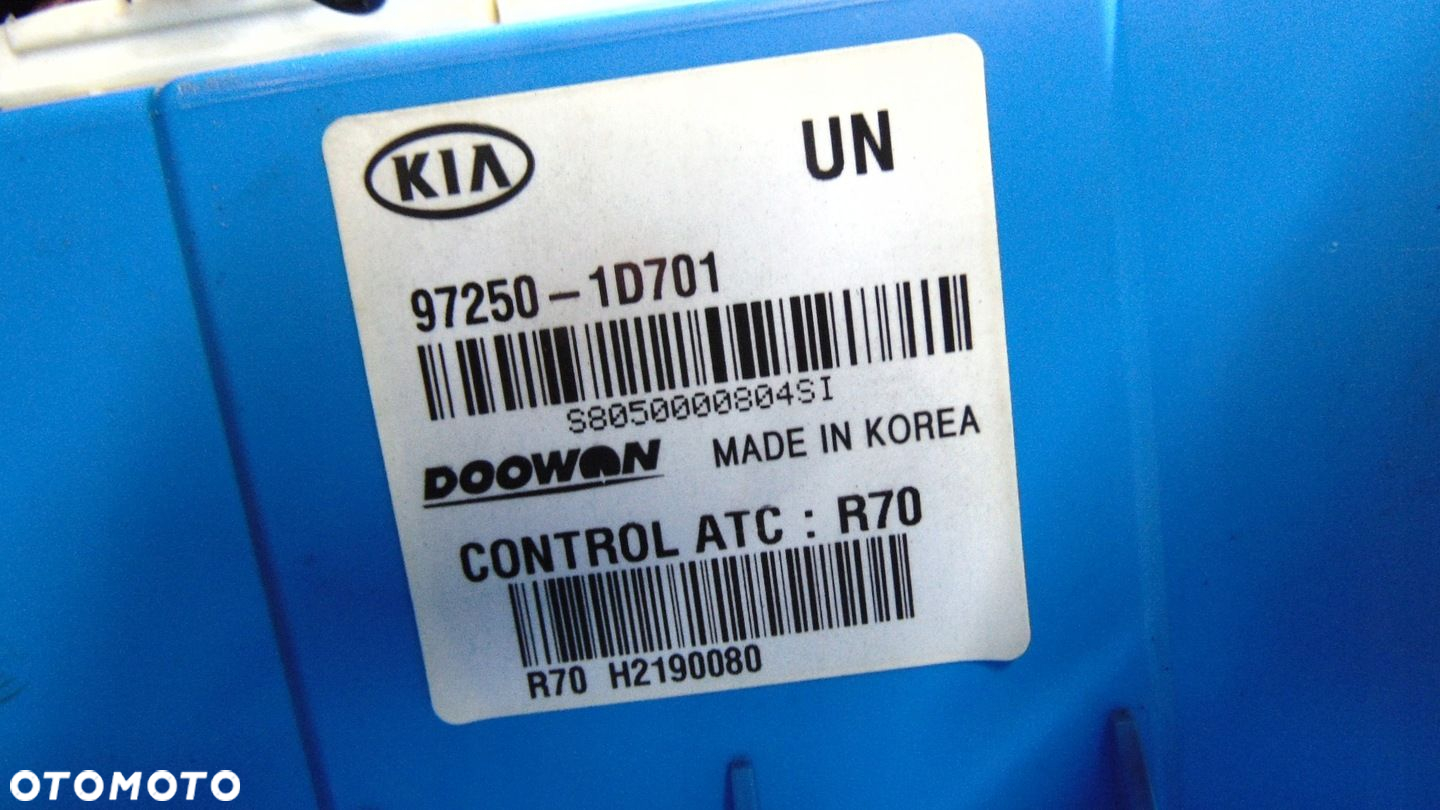 KIA
UN
97250-1D701
S8050000804SI
DOOWON MADE IN KOREA
CONTROL ATC : R70
R70 H2190080
OTOMOTO